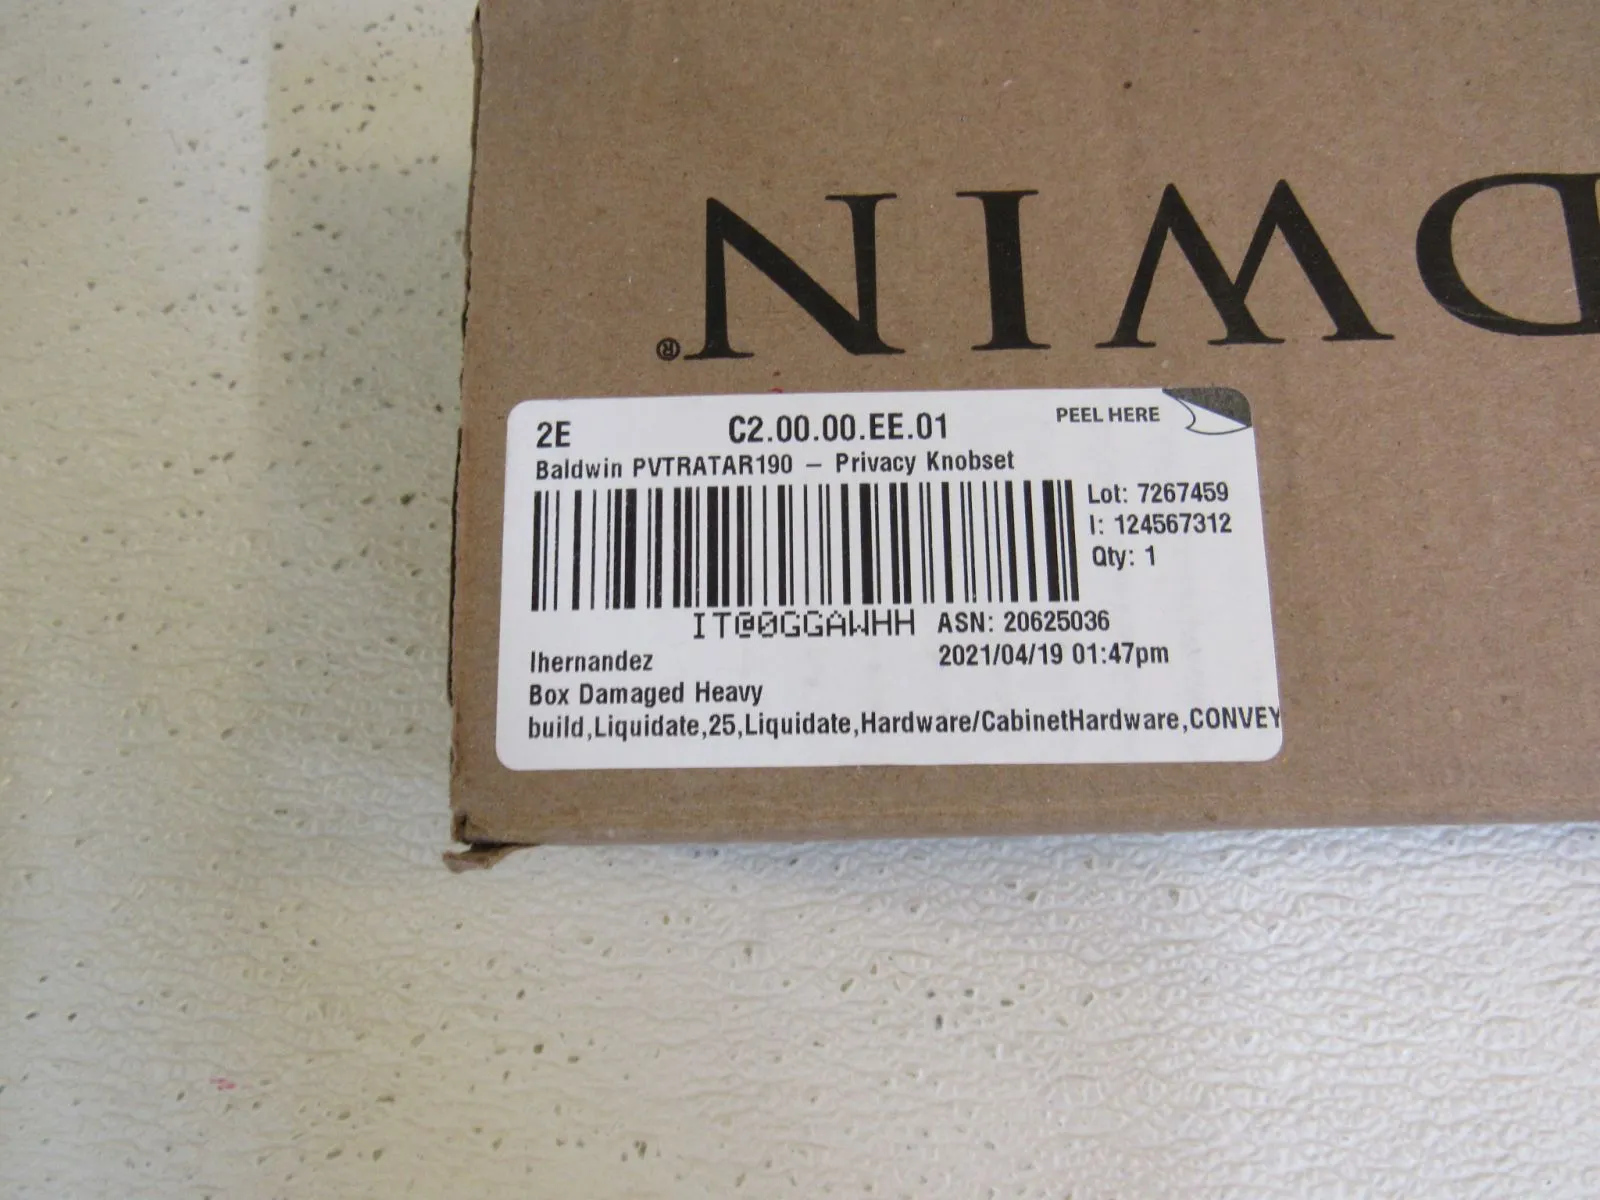 DWIN®
2E C2.00.00.EE.01 PEEL HERE
Baldwin PVTRATAR190 – Privacy Knobset
Lot: 7267459
I: 124567312
Qty: 1
IT@0GGAWHH ASN: 20625036
lhernandez 2021/04/19 01:47pm
Box Damaged Heavy
build,Liquidate,25,Liquidate,Hardware/CabinetHardware,CONVEY